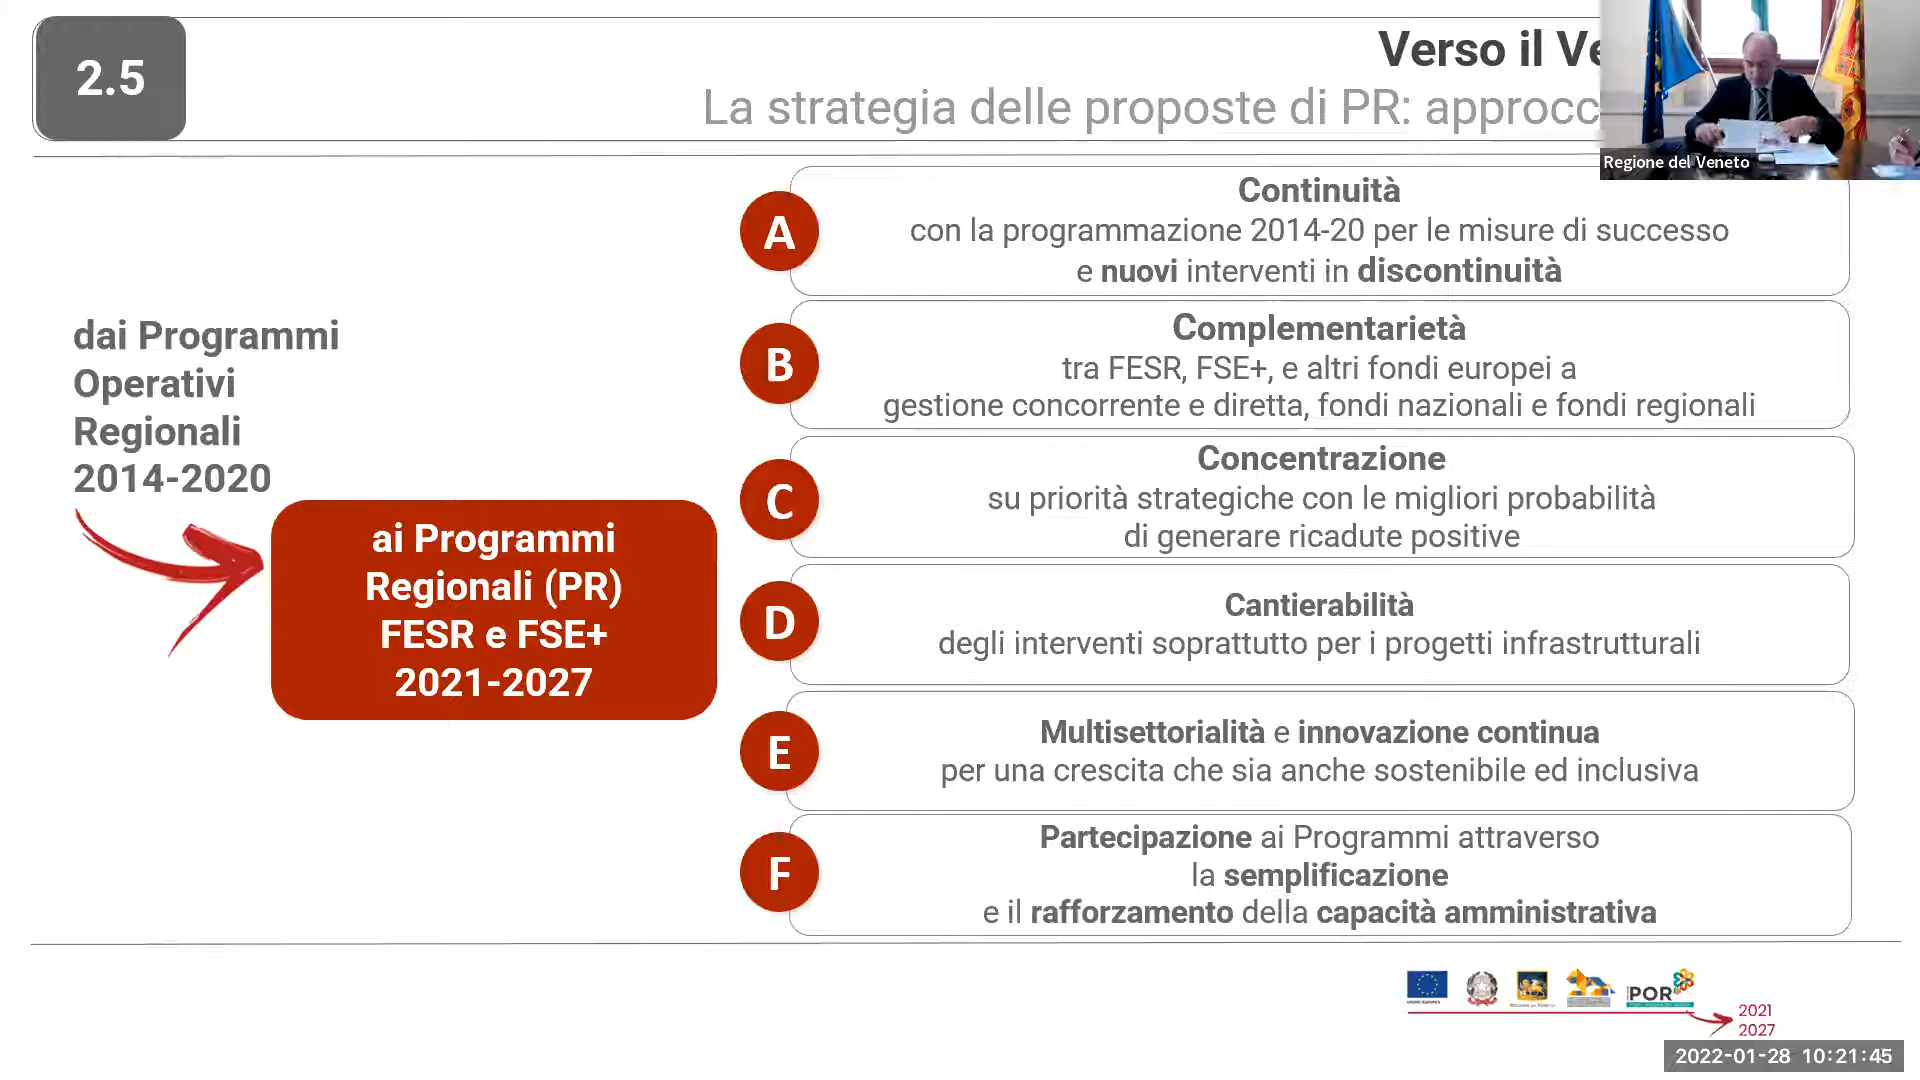 2.5
Verso il Ve
La strategia delle proposte di PR: approcc
Regione del Veneto
dai Programmi
Operativi
Regionali
2014-2020
ai Programmi
Regionali (PR)
FESR e FSE+
2021-2027
A
Continuità
con la programmazione 2014-20 per le misure di successo
e nuovi interventi in discontinuità
B
Complementarietà
tra FESR, FSE+, e altri fondi europei a
gestione concorrente e diretta, fondi nazionali e fondi regionali
C
Concentrazione
su priorità strategiche con le migliori probabilità
di generare ricadute positive
D
Cantierabilità
degli interventi soprattutto per i progetti infrastrutturali
E
Multisettorialità e innovazione continua
per una crescita che sia anche sostenibile ed inclusiva
F
Partecipazione ai Programmi attraverso
la semplificazione
e il rafforzamento della capacità amministrativa
POR
2021
2027
2022-01-28 10:21:45